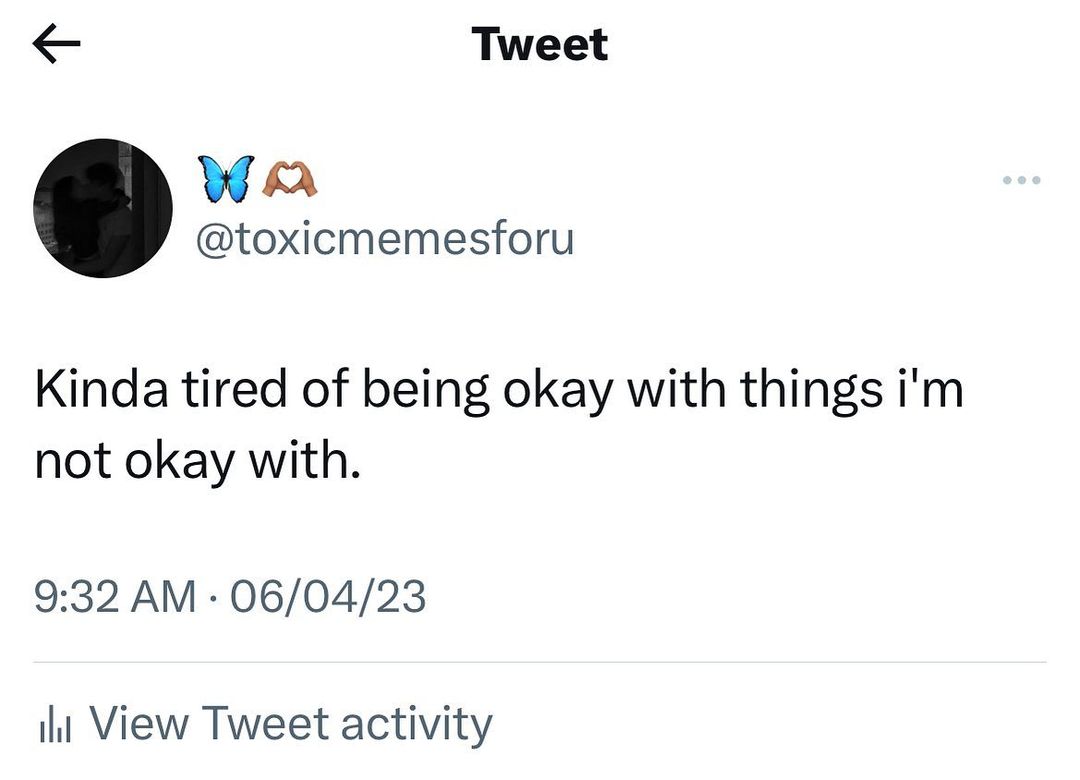 Tweet
🦋🫶🏽
@toxicmemesforu
Kinda tired of being okay with things i'm
not okay with.
9:32 AM · 06/04/23
View Tweet activity